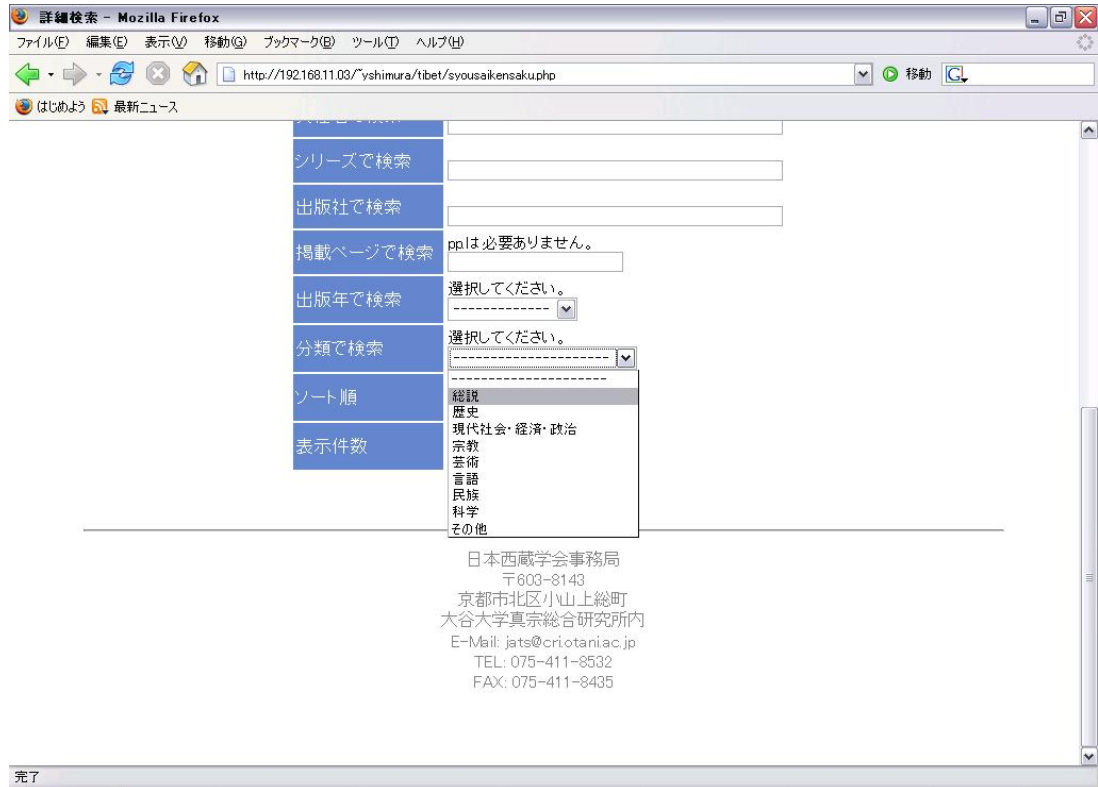 詳細検索 - Mozilla Firefox
ファイル(F) 編集(E) 表示(V) 移動(G) ブックマーク(B) ツール(T) ヘルプ(H)
http://192.168.11.03/~yshimura/tibet/syousaikensaku.php 移動
はじめよう 最新ニュース
シリーズで検索
出版社で検索
掲載ページで検索 pp.は必要ありません。
出版年で検索 選択してください。
-------------
分類で検索 選択してください。
---------------------
---------------------
総説
ソート順
歴史
現代社会・経済・政治
表示件数
宗教
芸術
言語
民族
科学
その他
日本西蔵学会事務局
〒603-8143
京都市北区小山上総町
大谷大学真宗総合研究所内
E-Mail: jats@cri.otani.ac.jp
TEL: 075-411-8532
FAX: 075-411-8435
完了